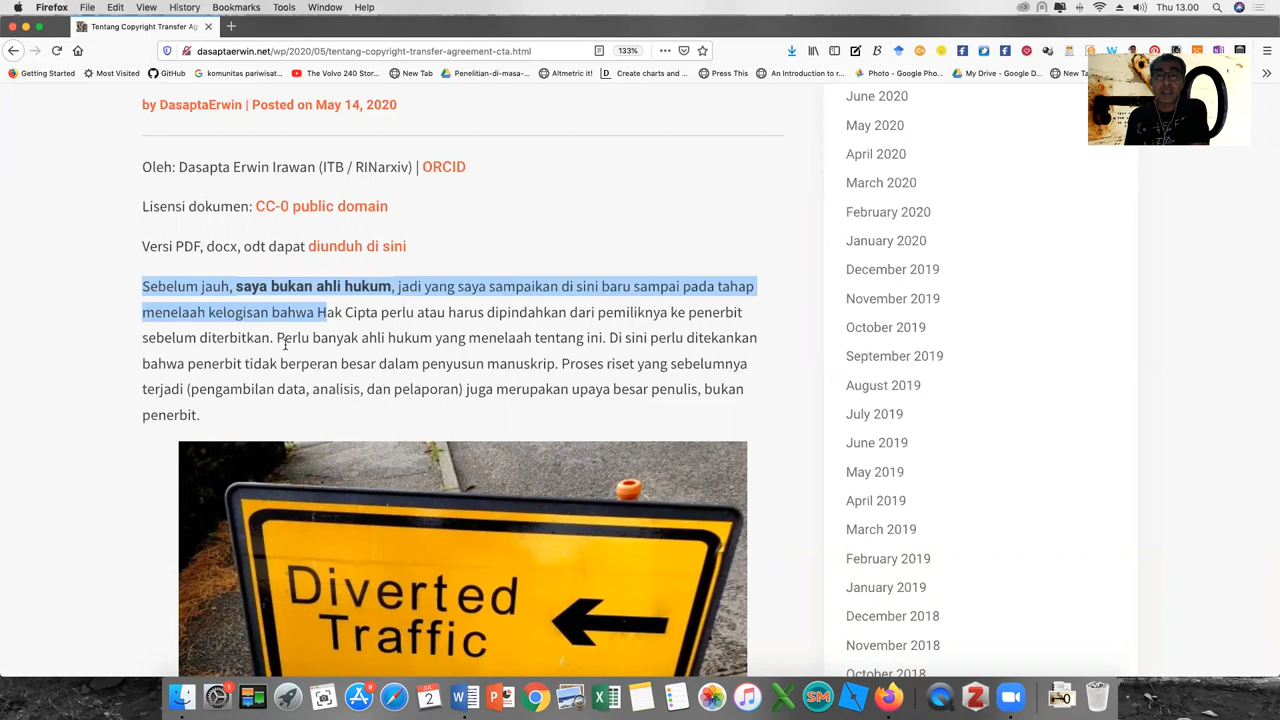 Firefox File Edit View History Bookmarks Tools Window Help Thu 13.00
Tentang Copyright Transfer Ag
dasaptaerwin.net/wp/2020/05/tentang-copyright-transfer-agreement-cta.html 133%
Getting Started Most Visited GitHub komunitas pariwisat... The Volvo 240 Stor... New Tab Penelitian-di-masa-... Altmetric it! Create charts and ... Press This An Introduction to r... Photo - Google Pho... My Drive - Google D... New Ta
by DasaptaErwin | Posted on May 14, 2020
Oleh: Dasapta Erwin Irawan (ITB / RINarxiv) | ORCID
Lisensi dokumen: CC-0 public domain
Versi PDF, docx, odt dapat diunduh di sini
Sebelum jauh, saya bukan ahli hukum, jadi yang saya sampaikan di sini baru sampai pada tahap
menelaah kelogisan bahwa Hak Cipta perlu atau harus dipindahkan dari pemiliknya ke penerbit
sebelum diterbitkan. Perlu banyak ahli hukum yang menelaah tentang ini. Di sini perlu ditekankan
bahwa penerbit tidak berperan besar dalam penyusun manuskrip. Proses riset yang sebelumnya
terjadi (pengambilan data, analisis, dan pelaporan) juga merupakan upaya besar penulis, bukan
penerbit.
Diverted
Traffic
June 2020
May 2020
April 2020
March 2020
February 2020
January 2020
December 2019
November 2019
October 2019
September 2019
August 2019
July 2019
June 2019
May 2019
April 2019
March 2019
February 2019
January 2019
December 2018
November 2018
October 2018